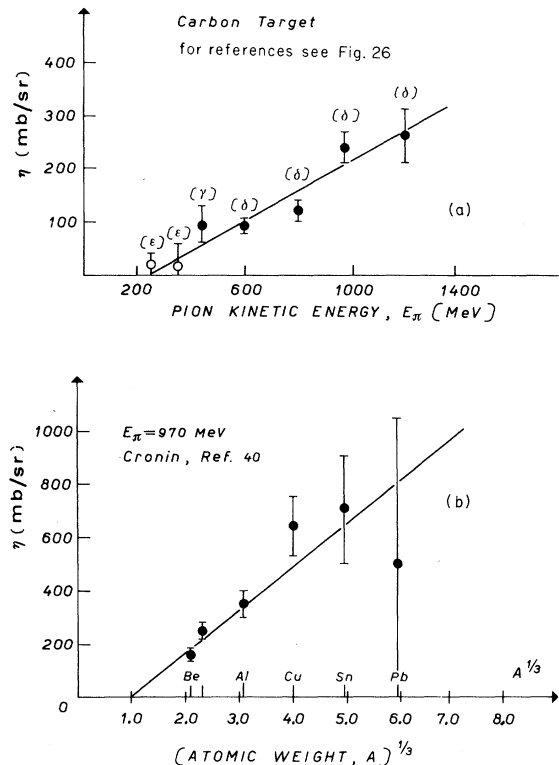 Carbon Target
for references see Fig. 26
η (mb/sr)
400
300
200
100
(ε)
(ε)
(γ)
(δ)
(δ)
(δ)
(δ)
(a)
200 600 1000 1400
PION KINETIC ENERGY, Eπ [MeV]
Eπ=970 MeV
Cronin, Ref. 40
η (mb/sr)
1000
800
600
400
200
0
(b)
Be Al Cu Sn Pb A^1/3
1.0 2.0 3.0 4.0 5.0 6.0 8.0
(ATOMIC WEIGHT, A)^1/3